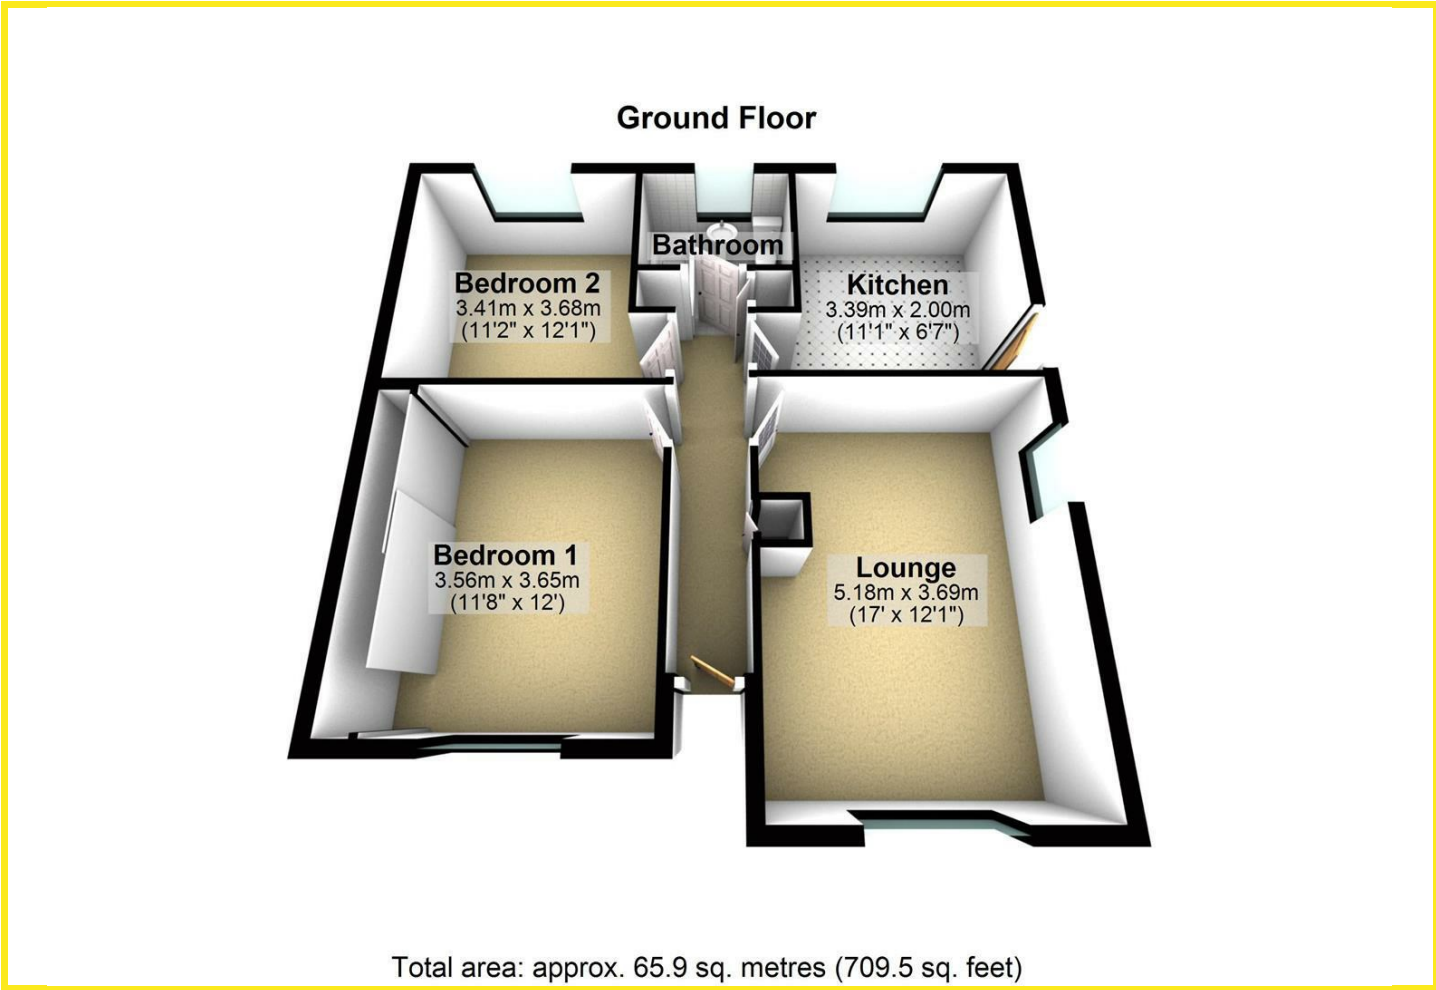 Ground Floor
Bathroom
Bedroom 2
3.41m x 3.68m
(11'2" x 12'1")
Kitchen
3.39m x 2.00m
(11'1" x 6'7")
Bedroom 1
3.56m x 3.65m
(11'8" x 12')
Lounge
5.18m x 3.69m
(17' x 12'1")
Total area: approx. 65.9 sq. metres (709.5 sq. feet)